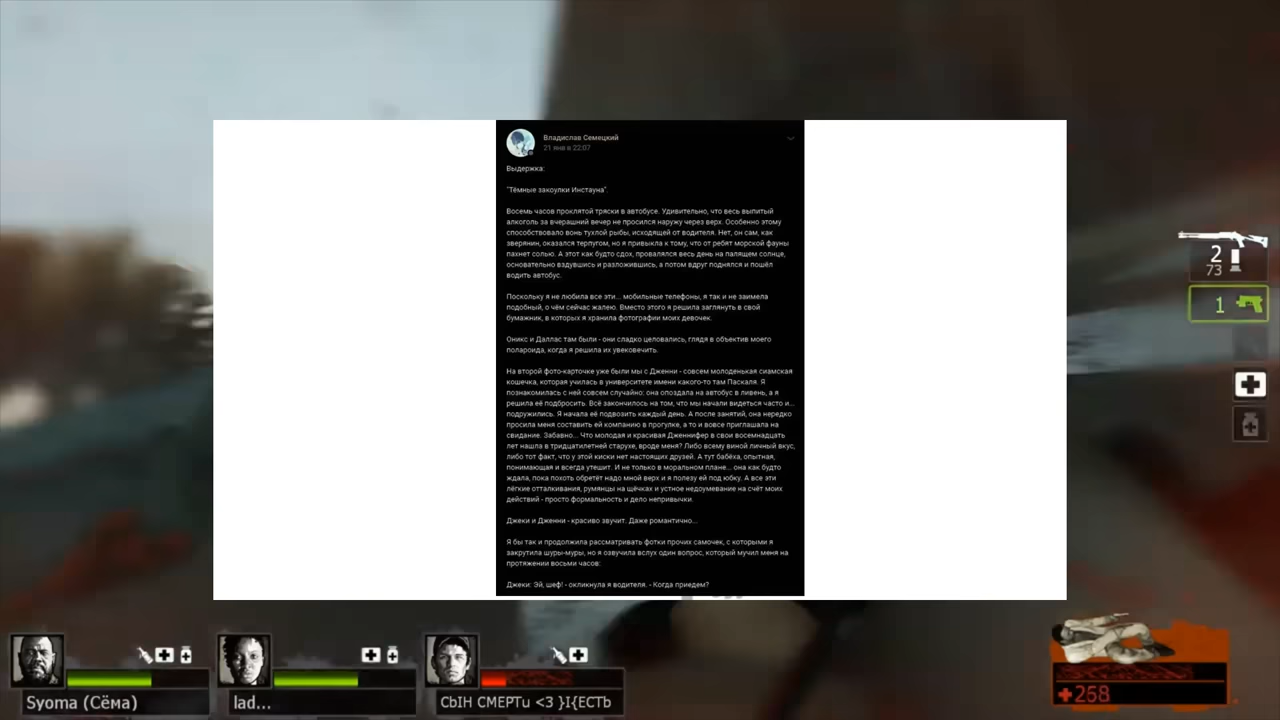 Владислав Семецкий
21 янв в 22:07
Выдержка:
"Тёмные закоулки Инстауна".
Восемь часов проклятой тряски в автобусе. Удивительно, что весь выпитый
алкоголь за вчерашний вечер не просился наружу через верх. Особенно этому
способствовало вонь тухлой рыбы, исходящей от водителя. Нет, он сам, как
зверянин, оказался терпугом, но я привыкла к тому, что от ребят морской фауны
пахнет солью. А этот как будто сдох, провалялся весь день на палящем солнце,
основательно вздувшись и разложившись, а потом вдруг поднялся и пошёл
водить автобус.
Поскольку я не любила все эти... мобильные телефоны, я так и не заимела
подобный, о чём сейчас жалею. Вместо этого я решила заглянуть в свой
бумажник, в которых я хранила фотографии моих девочек.
Оникс и Даллас там были - они сладко целовались, глядя в объектив моего
полароида, когда я решила их увековечить.
На второй фото-карточке уже были мы с Дженни - совсем молоденькая сиамская
кошечка, которая училась в университете имени какого-то там Паскаля. Я
познакомилась с ней совсем случайно: она опоздала на автобус в ливень, а я
решила её подбросить. Всё закончилось на том, что мы начали видеться часто и...
подружились. Я начала её подвозить каждый день. А после занятий, она нередко
просила меня составить ей компанию в прогулке, а то и вовсе приглашала на
свидание. Забавно... Что молодая и красивая Дженнифер в свои восемнадцать
лет нашла в тридцатилетней старухе, вроде меня? Либо всему виной личный вкус,
либо тот факт, что у этой киски нет настоящих друзей. А тут бабёха, опытная,
понимающая и всегда утешит. И не только в моральном плане... она как будто
ждала, пока похоть обретёт надо мной верх и я полезу ей под юбку. А все эти
лёгкие отталкивания, румянцы на щёчках и устное недоумевание на счёт моих
действий - просто формальность и дело непривычки.
Джеки и Дженни - красиво звучит. Даже романтично...
Я бы так и продолжила рассматривать фотки прочих самочек, с которыми я
закрутила шуры-муры, но я озвучила вслух один вопрос, который мучил меня на
протяжении восьми часов:
Джеки: Эй, шеф! - окликнула я водителя. - Когда приедем?
2
73
1
Syoma (Сёма)
lad...
СЫН СМЕРТu <3 }I{ЕСТЬ
268